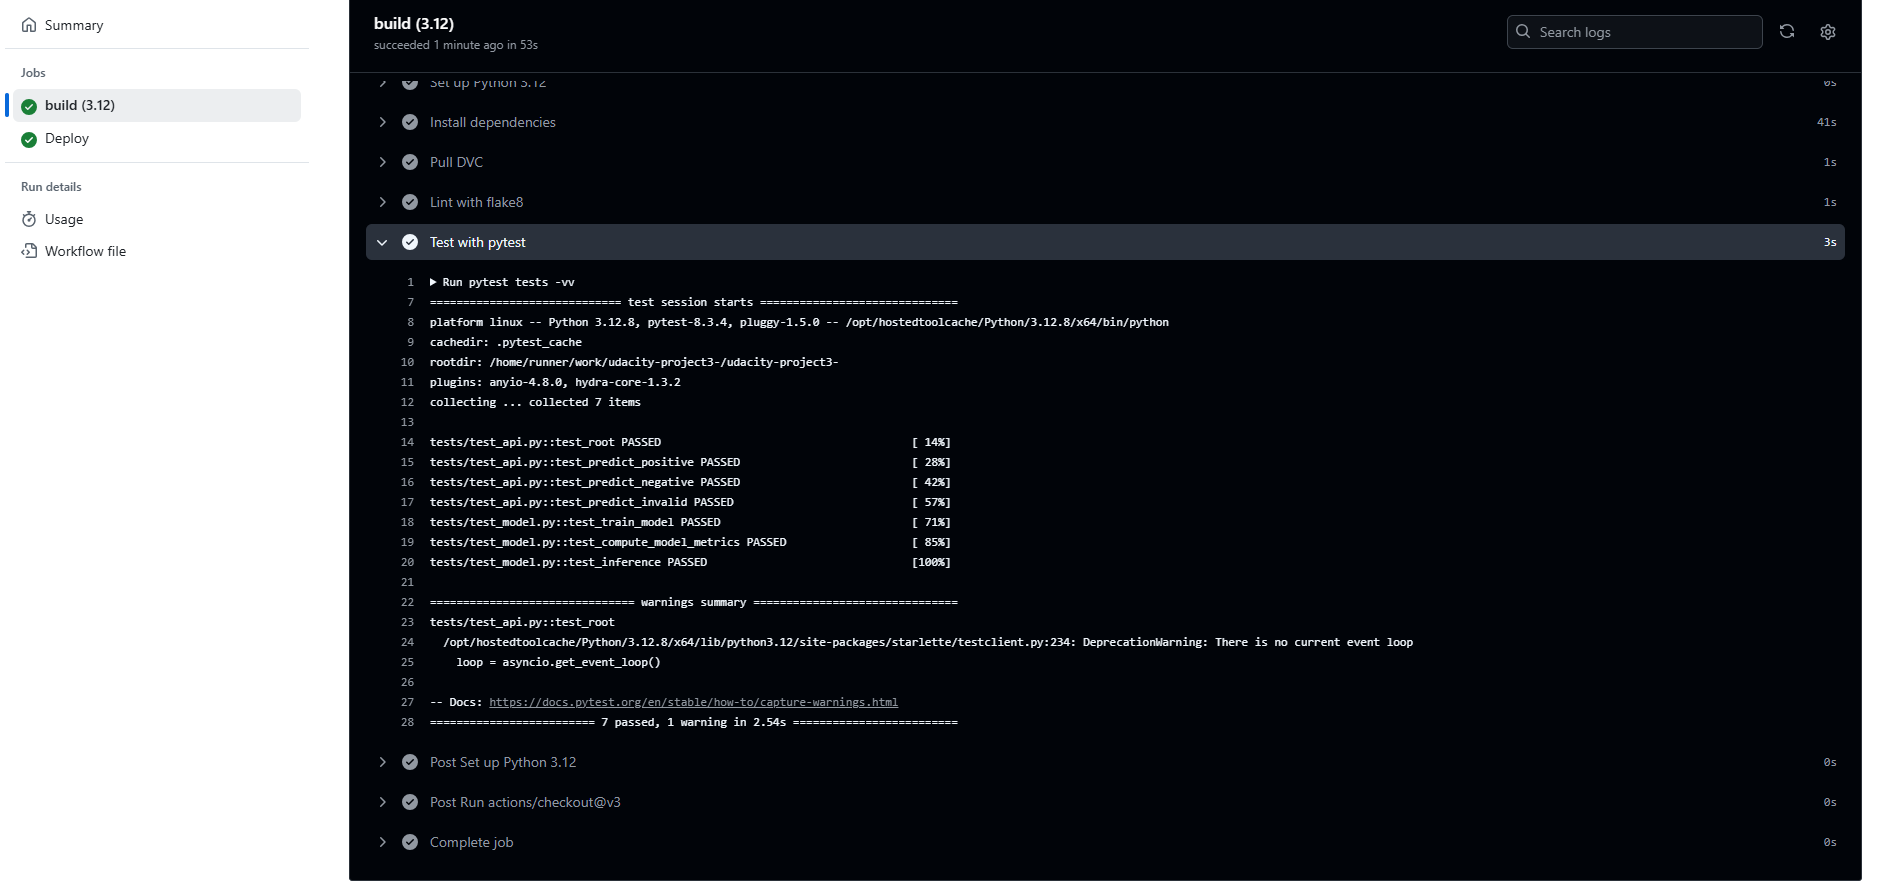 Summary
Jobs
build (3.12)
Deploy
Run details
Usage
Workflow file
build (3.12)
succeeded 1 minute ago in 53s
Search logs
Set up Python 3.12 0s
Install dependencies 41s
Pull DVC 1s
Lint with flake8 1s
Test with pytest 3s
1 Run pytest tests -vv
7 ============================= test session starts ==============================
8 platform linux -- Python 3.12.8, pytest-8.3.4, pluggy-1.5.0 -- /opt/hostedtoolcache/Python/3.12.8/x64/bin/python
9 cachedir: .pytest_cache
10 rootdir: /home/runner/work/udacity-project3-/udacity-project3-
11 plugins: anyio-4.8.0, hydra-core-1.3.2
12 collecting ... collected 7 items
13
14 tests/test_api.py::test_root PASSED [ 14%]
15 tests/test_api.py::test_predict_positive PASSED [ 28%]
16 tests/test_api.py::test_predict_negative PASSED [ 42%]
17 tests/test_api.py::test_predict_invalid PASSED [ 57%]
18 tests/test_model.py::test_train_model PASSED [ 71%]
19 tests/test_model.py::test_compute_model_metrics PASSED [ 85%]
20 tests/test_model.py::test_inference PASSED [100%]
21
22 =============================== warnings summary ===============================
23 tests/test_api.py::test_root
24 /opt/hostedtoolcache/Python/3.12.8/x64/lib/python3.12/site-packages/starlette/testclient.py:234: DeprecationWarning: There is no current event loop
25 loop = asyncio.get_event_loop()
26
27 -- Docs: https://docs.pytest.org/en/stable/how-to/capture-warnings.html
28 ========================= 7 passed, 1 warning in 2.54s =========================
Post Set up Python 3.12 0s
Post Run actions/checkout@v3 0s
Complete job 0s